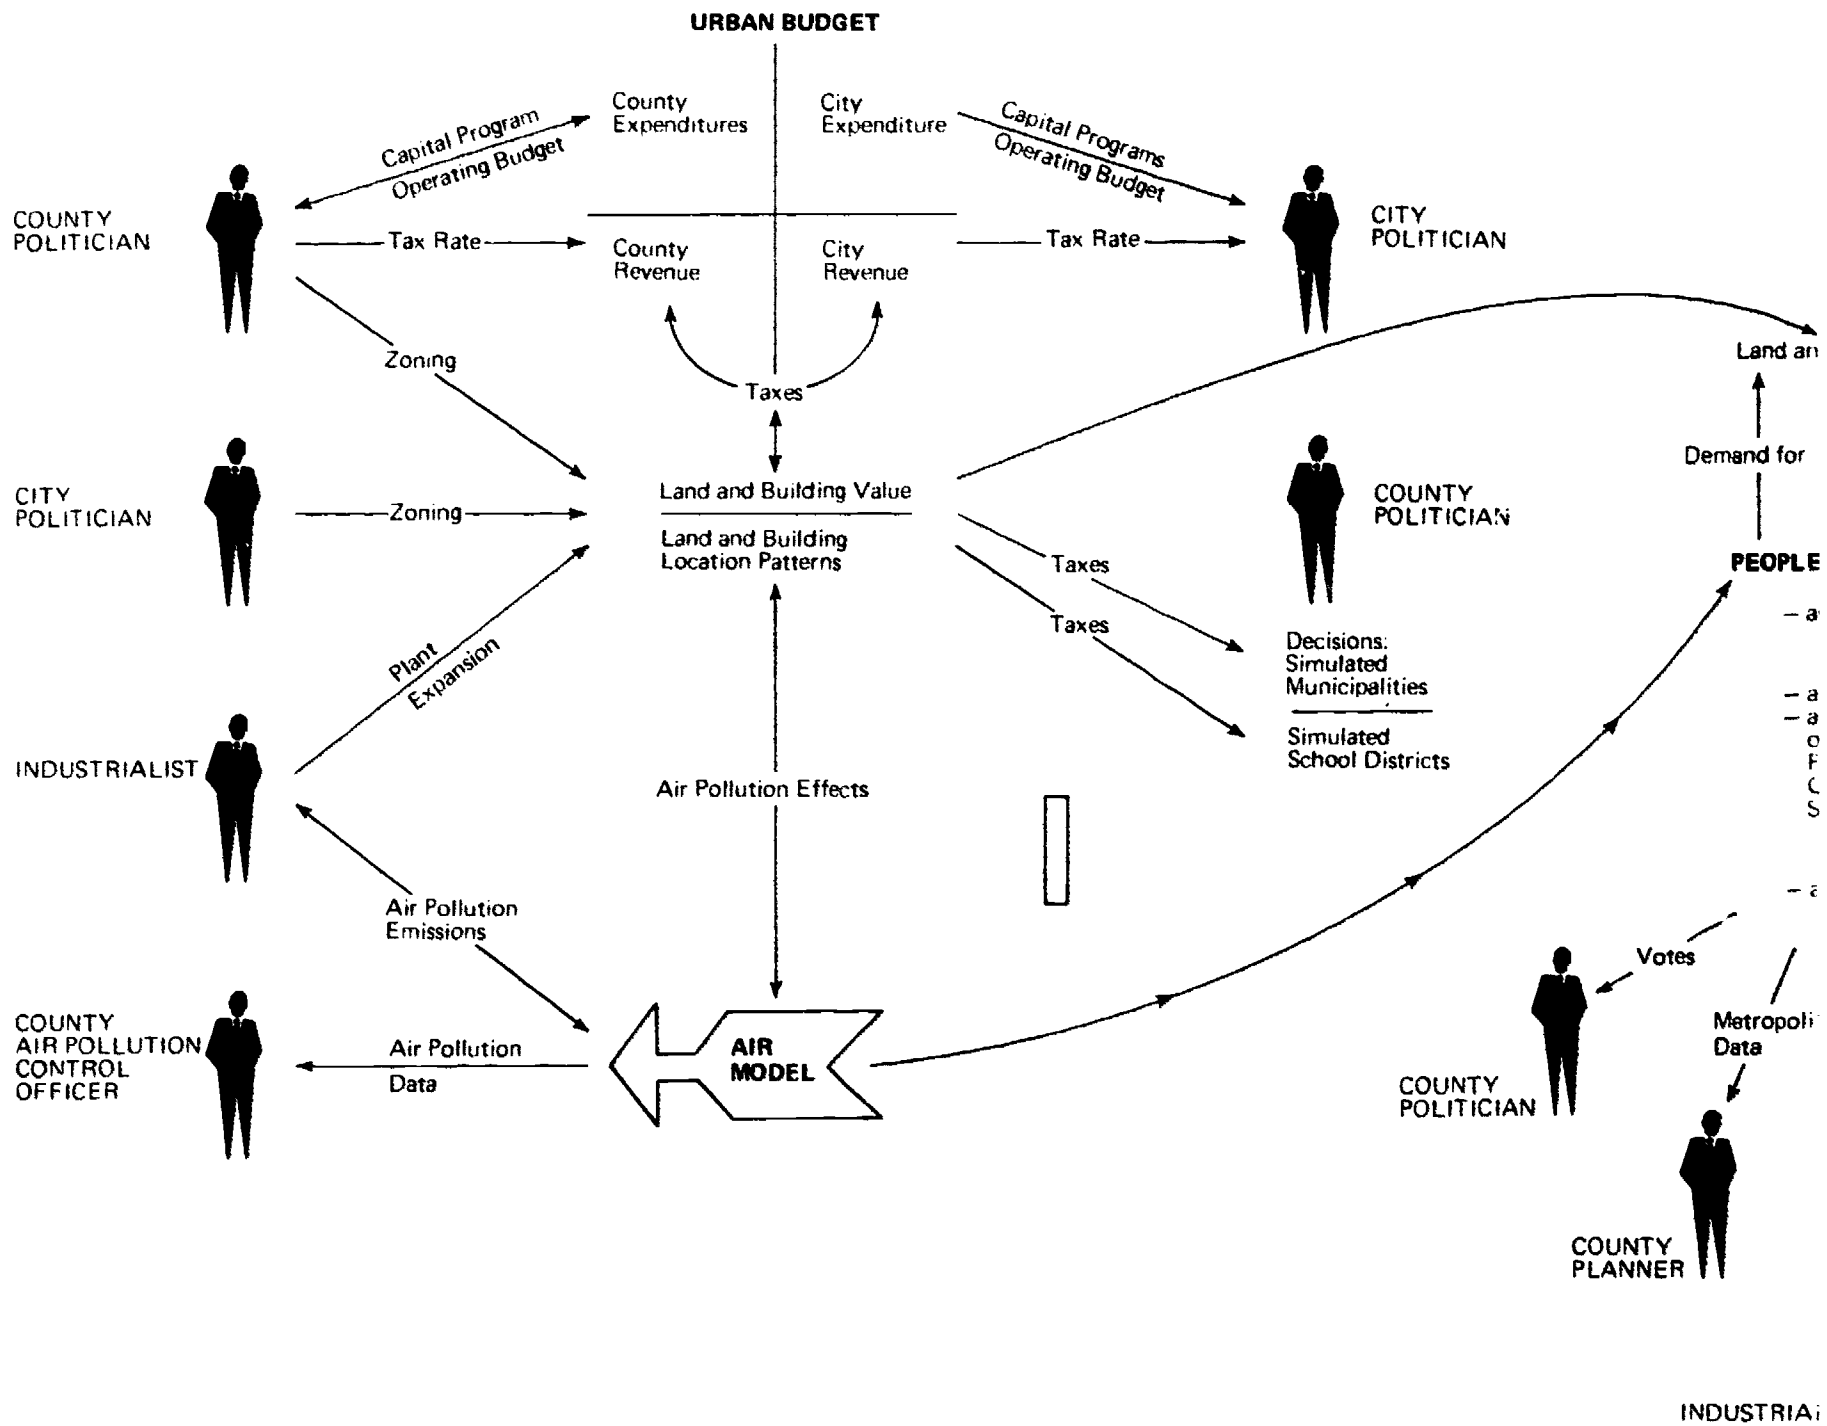 URBAN BUDGET
County
Expenditures
City
Expenditure
Capital Program
Operating Budget
Capital Programs
Operating Budget
COUNTY
POLITICIAN
Tax Rate
County
Revenue
City
Revenue
Tax Rate
CITY
POLITICIAN
Zoning
Taxes
Land an
Demand for
CITY
POLITICIAN
Zoning
Land and Building Value
Land and Building
Location Patterns
COUNTY
POLITICIAN
Taxes
Taxes
PEOPLE
– a
Decisions:
Simulated
Municipalities
Simulated
School Districts
– a
– a
o
Plant
Expansion
INDUSTRIALIST
Air Pollution Effects
S
– a
Air Pollution
Emissions
Votes
Metropoli
Data
COUNTY
AIR POLLUTION
CONTROL
OFFICER
Air Pollution
Data
AIR
MODEL
COUNTY
POLITICIAN
COUNTY
PLANNER
INDUSTRIA